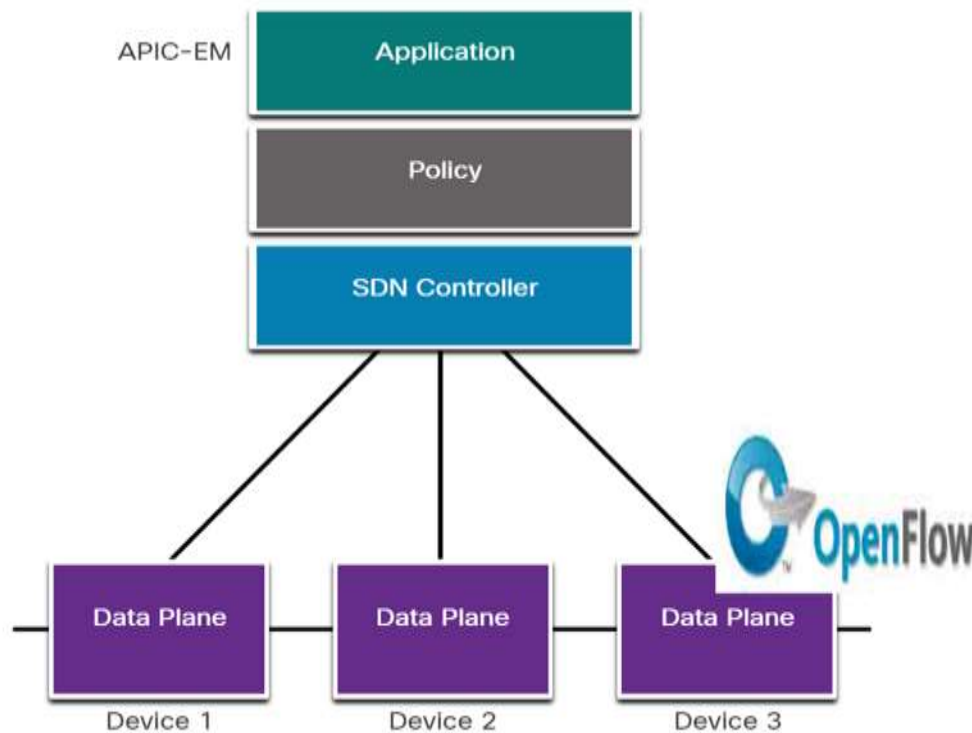 APIC-EM
Application
Policy
SDN Controller
OpenFlow
TM
Data Plane
Data Plane
Data Plane
Device 1
Device 2
Device 3